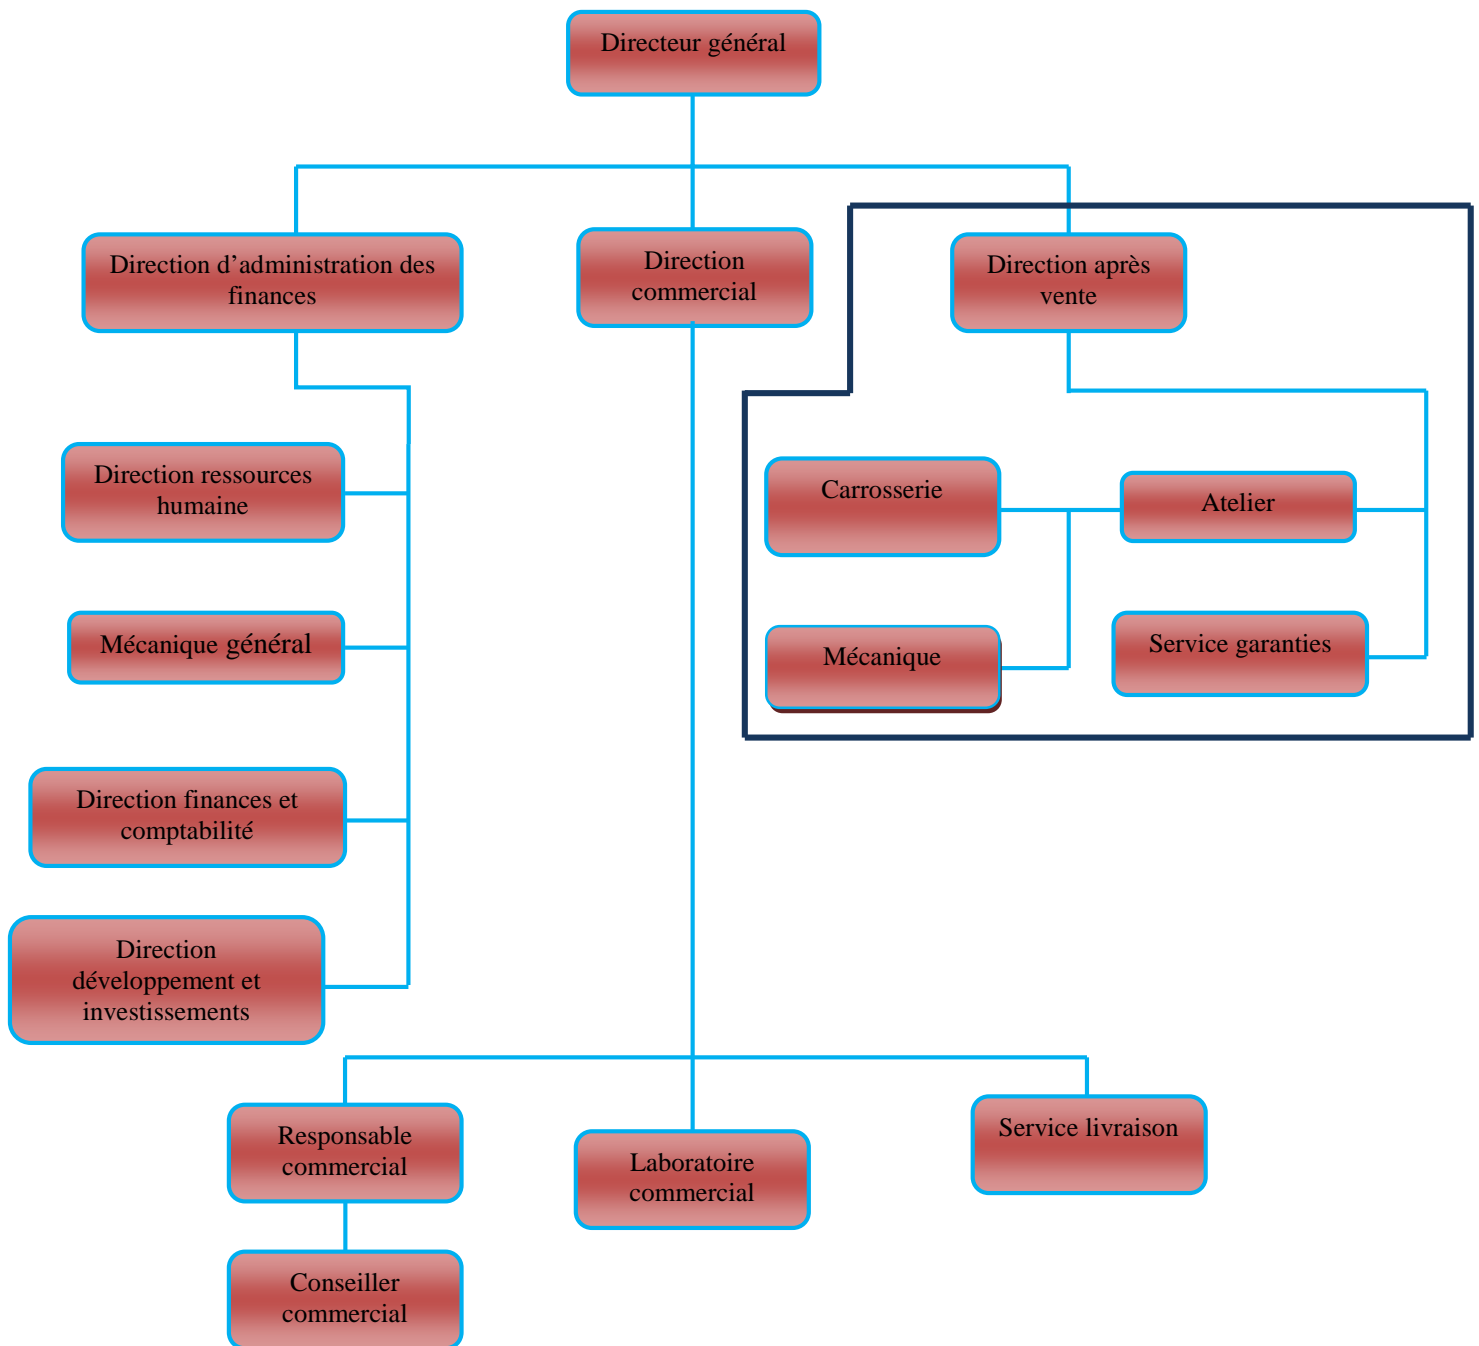 Directeur général
Direction d’administration des
finances
Direction
commercial
Direction après
vente
Direction ressources
humaine
Carrosserie
Atelier
Mécanique général
Mécanique
Service garanties
Direction finances et
comptabilité
Direction
développement et
investissements
Responsable
commercial
Laboratoire
commercial
Service livraison
Conseiller
commercial